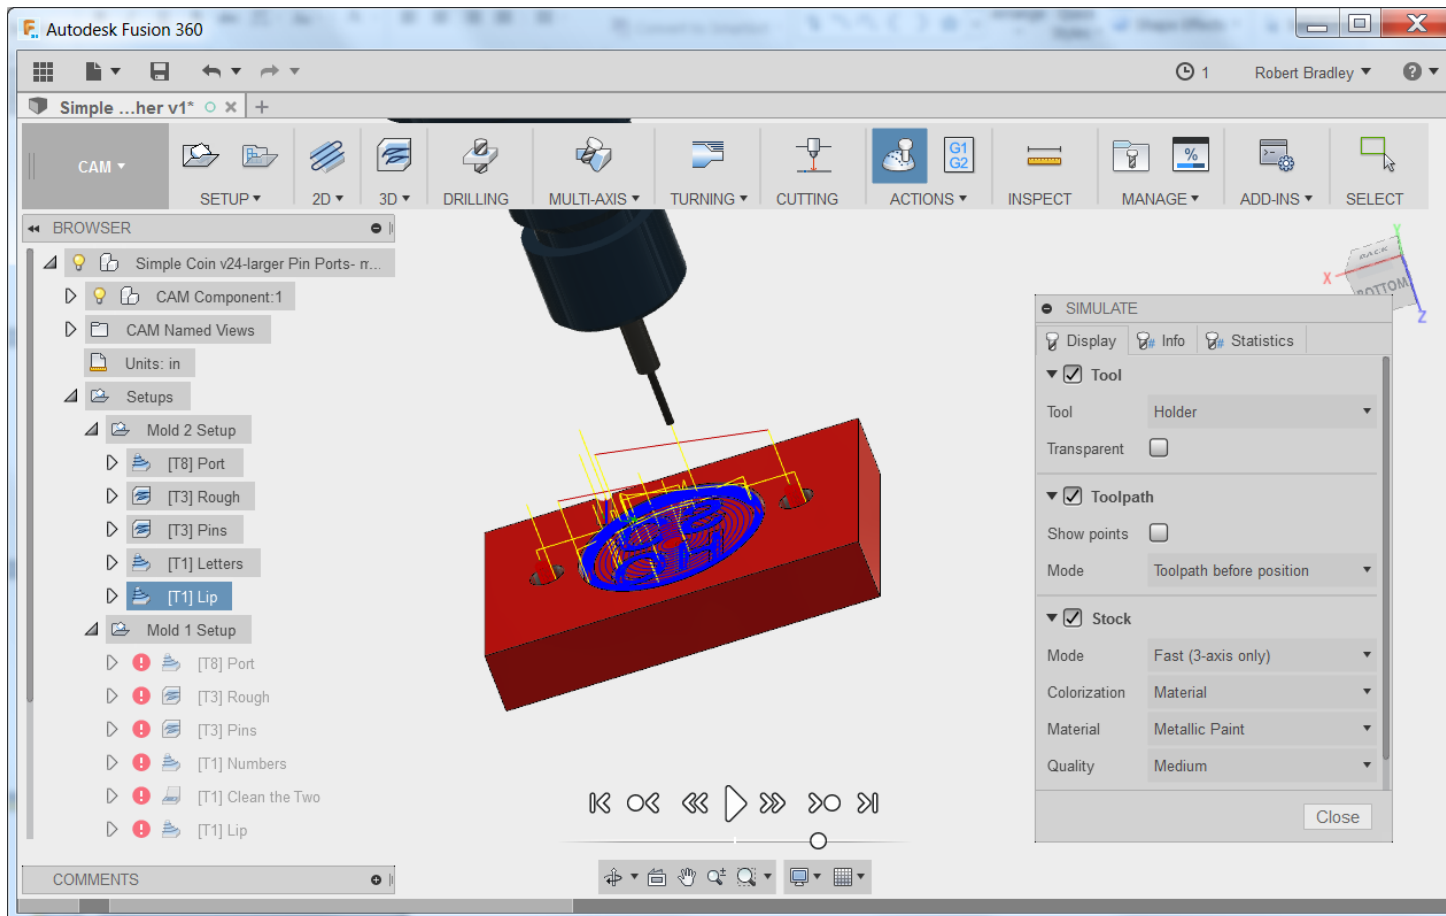 Autodesk Fusion 360
1
Robert Bradley
?
Simple ...her v1*
CAM
G1
G2
%
SETUP
2D
3D
DRILLING
MULTI-AXIS
TURNING
CUTTING
ACTIONS
INSPECT
MANAGE
ADD-INS
SELECT
BROWSER
Simple Coin v24-larger Pin Ports- m...
CAM Component:1
CAM Named Views
Units: in
Setups
Mold 2 Setup
[T8] Port
[T3] Rough
[T3] Pins
[T1] Letters
[T1] Lip
Mold 1 Setup
[T8] Port
[T3] Rough
[T3] Pins
[T1] Numbers
[T1] Clean the Two
[T1] Lip
COMMENTS
Y
BACK
X
BOTTOM
Z
SIMULATE
Display
Info
Statistics
Tool
Tool Holder
Transparent
Toolpath
Show points
Mode Toolpath before position
Stock
Mode Fast (3-axis only)
Colorization Material
Material Metallic Paint
Quality Medium
Close